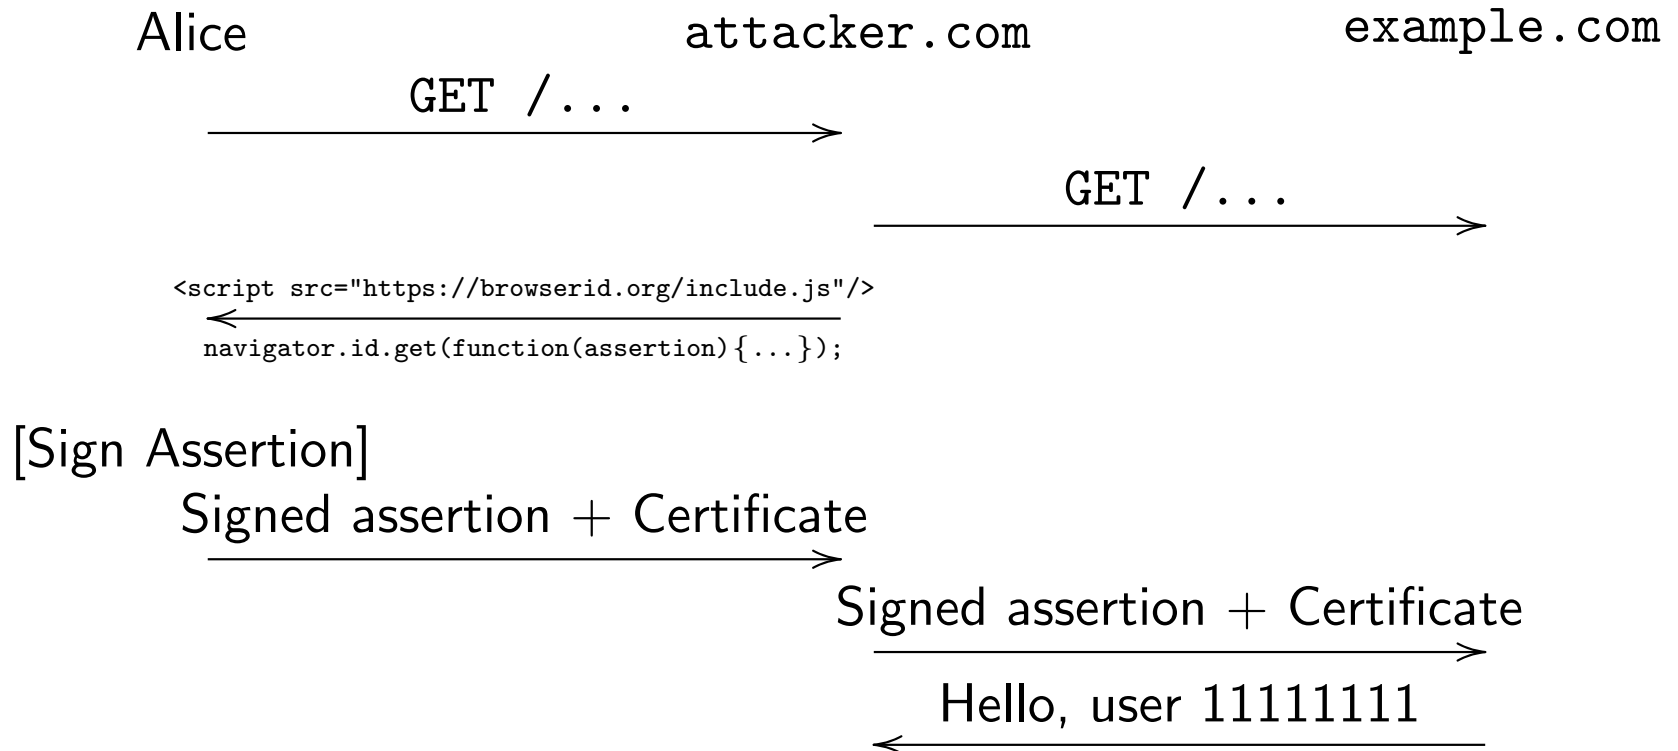 Alice attacker.com example.com
GET /...
GET /...
<script src="https://browserid.org/include.js"/>
navigator.id.get(function(assertion){...});
[Sign Assertion]
Signed assertion + Certificate
Signed assertion + Certificate
Hello, user 11111111